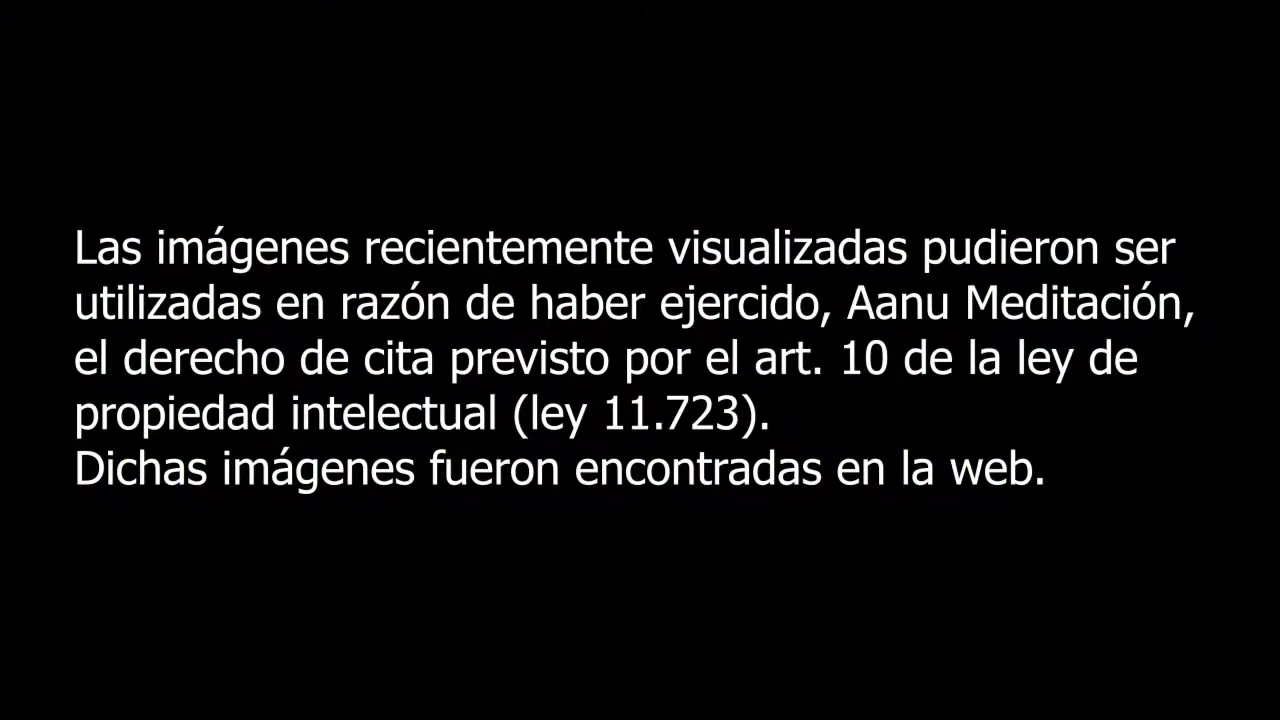 Las imágenes recientemente visualizadas pudieron ser
utilizadas en razón de haber ejercido, Aanu Meditación,
el derecho de cita previsto por el art. 10 de la ley de
propiedad intelectual (ley 11.723).
Dichas imágenes fueron encontradas en la web.